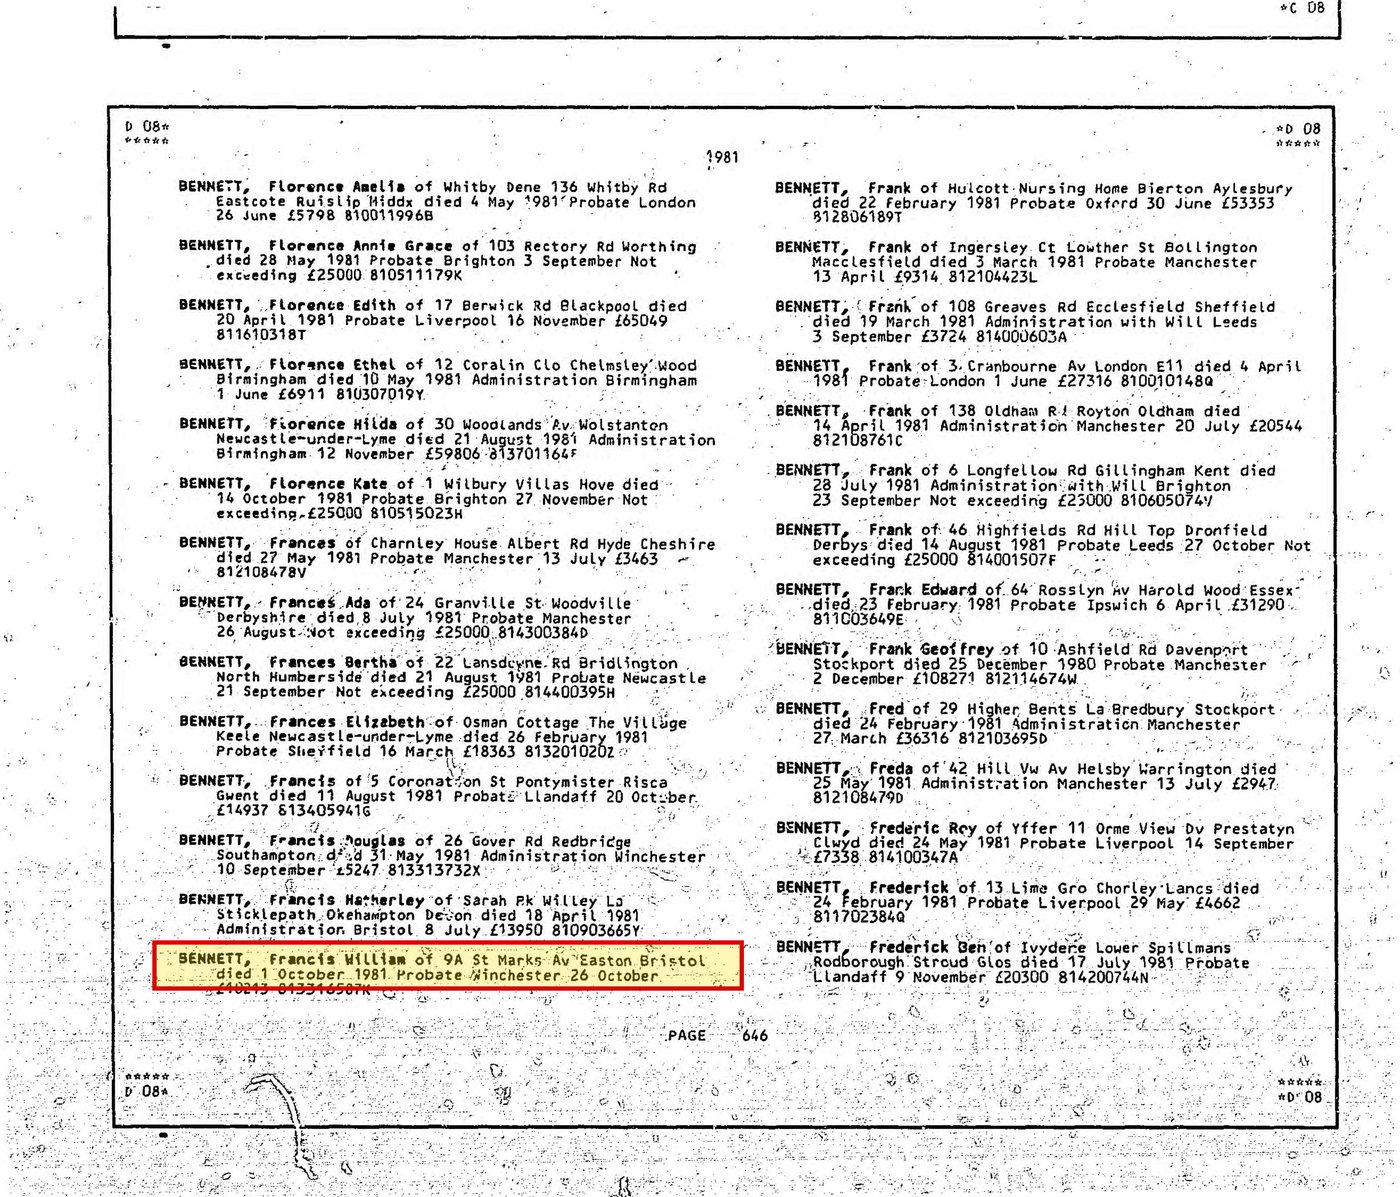 *C 08
D 08*
*****
*D 08
*****
1981
BENNETT, Florence Amelia of Whitby Dene 136 Whitby Rd
Eastcote Ruislip Middx died 4 May 1981 Probate London
26 June £5798 810011996B
BENNETT, Florence Annie Grace of 103 Rectory Rd Worthing
died 28 May 1981 Probate Brighton 3 September Not
exceeding £25000 810511179K
BENNETT, Florence Edith of 17 Berwick Rd Blackpool died
20 April 1981 Probate Liverpool 16 November £65049
811610318T
BENNETT, Florence Ethel of 12 Coralin Clo Chelmsley Wood
Birmingham died 10 May 1981 Administration Birmingham
1 June £6911 810307019Y
BENNETT, Florence Hilda of 30 Woodlands Av Wolstanton
Newcastle-under-Lyme died 21 August 1981 Administration
Birmingham 12 November £59806 813701164F
BENNETT, Florence Kate of 1 Wilbury Villas Hove died
14 October 1981 Probate Brighton 27 November Not
exceeding £25000 810515023H
BENNETT, Frances of Charnley House Albert Rd Hyde Cheshire
died 27 May 1981 Probate Manchester 13 July £3463
812108478V
BENNETT, Frances Ada of 24 Granville St Woodville
Derbyshire died 8 July 1981 Probate Manchester
26 August Not exceeding £25000 814300384D
BENNETT, Frances Bertha of 22 Lansdowne Rd Bridlington
North Humberside died 21 August 1981 Probate Newcastle
21 September Not exceeding £25000 814400395H
BENNETT, Frances Elizabeth of Osman Cottage The Village
Keele Newcastle-under-Lyme died 26 February 1981
Probate Sheffield 16 March £18363 813201020Z
BENNETT, Francis of 5 Coronation St Pontymister Risca
Gwent died 11 August 1981 Probate Llandaff 20 October
£14937 813405941G
BENNETT, Francis Douglas of 26 Gover Rd Redbridge
Southampton died 31 May 1981 Administration Winchester
10 September £5247 813313732X
BENNETT, Francis Hatherley of Sarah Pk Willey La
Sticklepath Okehampton Devon died 18 April 1981
Administration Bristol 8 July £13950 810903665Y
BENNETT, Francis William of 9A St Marks Av Easton Bristol
died 1 October 1981 Probate Winchester 26 October
£10213 813316587K
BENNETT, Frank of Hulcott Nursing Home Bierton Aylesbury
died 22 February 1981 Probate Oxford 30 June £53353
812806189T
BENNETT, Frank of Ingersley Ct Lowther St Bollington
Macclesfield died 3 March 1981 Probate Manchester
13 April £9314 812104423L
BENNETT, Frank of 108 Greaves Rd Ecclesfield Sheffield
died 19 March 1981 Administration with Will Leeds
3 September £3724 814000603A
BENNETT, Frank of 3 Cranbourne Av London E11 died 4 April
1981 Probate London 1 June £27316 810010148Q
BENNETT, Frank of 138 Oldham Rd Royton Oldham died
14 April 1981 Administration Manchester 20 July £20544
812108761C
BENNETT, Frank of 6 Longfellow Rd Gillingham Kent died
28 July 1981 Administration with Will Brighton
23 September Not exceeding £25000 810605074V
BENNETT, Frank of 46 Highfields Rd Hill Top Dronfield
Derbys died 14 August 1981 Probate Leeds 27 October Not
exceeding £25000 814001507F
BENNETT, Frank Edward of 64 Rosslyn Av Harold Wood Essex
died 23 February 1981 Probate Ipswich 6 April £31290
811003649E
BENNETT, Frank Geoffrey of 10 Ashfield Rd Davenport
Stockport died 25 December 1980 Probate Manchester
2 December £108271 812114674W
BENNETT, Fred of 29 Higher Bents La Bredbury Stockport
died 24 February 1981 Administration Manchester
27 March £36316 812103695D
BENNETT, Freda of 42 Hill Vw Av Helsby Warrington died
25 May 1981 Administration Manchester 13 July £2947
812108479D
BENNETT, Frederic Roy of Yffer 11 Orme View Dv Prestatyn
Clwyd died 24 May 1981 Probate Liverpool 14 September
£7338 814100347A
BENNETT, Frederick of 13 Lime Gro Chorley Lancs died
24 February 1981 Probate Liverpool 29 May £4662
811702384Q
BENNETT, Frederick Ben of Ivydere Lower Spillmans
Rodborough Stroud Glos died 17 July 1981 Probate
Llandaff 9 November £20300 814200744N
PAGE 646
*****
D 08*
*****
*D 08